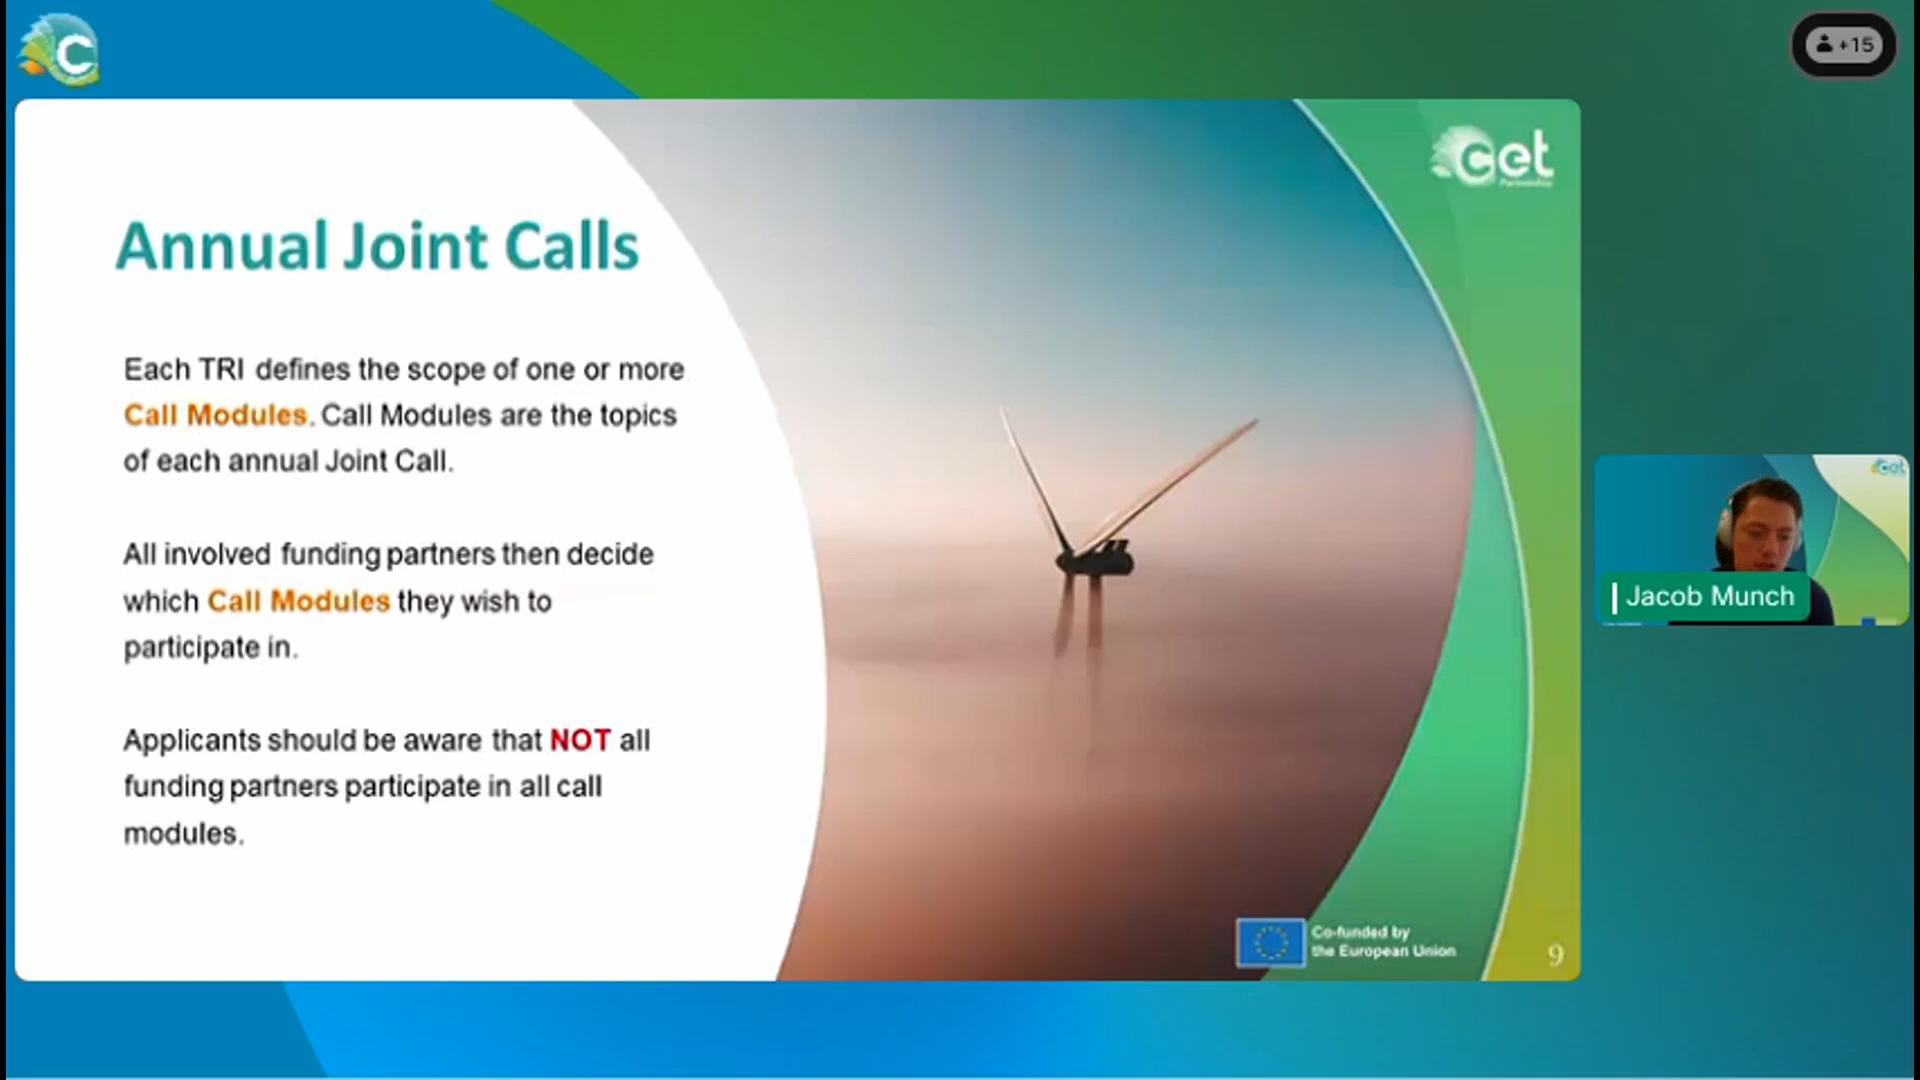 C
+15
cet
Partnership
Annual Joint Calls
Each TRI defines the scope of one or more
Call Modules. Call Modules are the topics
of each annual Joint Call.
All involved funding partners then decide
which Call Modules they wish to
participate in.
Applicants should be aware that NOT all
funding partners participate in all call
modules.
Co-funded by
the European Union
9
cet
Jacob Munch